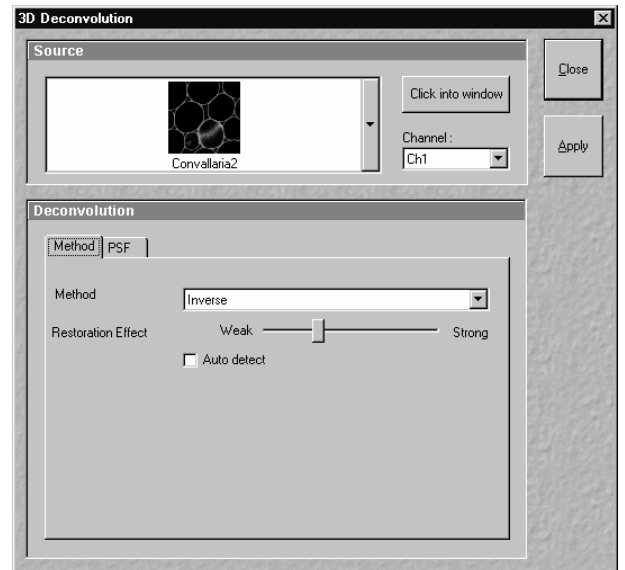 3D Deconvolution
Source
Close
Click into window
Channel :
Apply
Ch1
Convallaria2
Deconvolution
Method PSF
Method Inverse
Restoration Effect Weak Strong
Auto detect